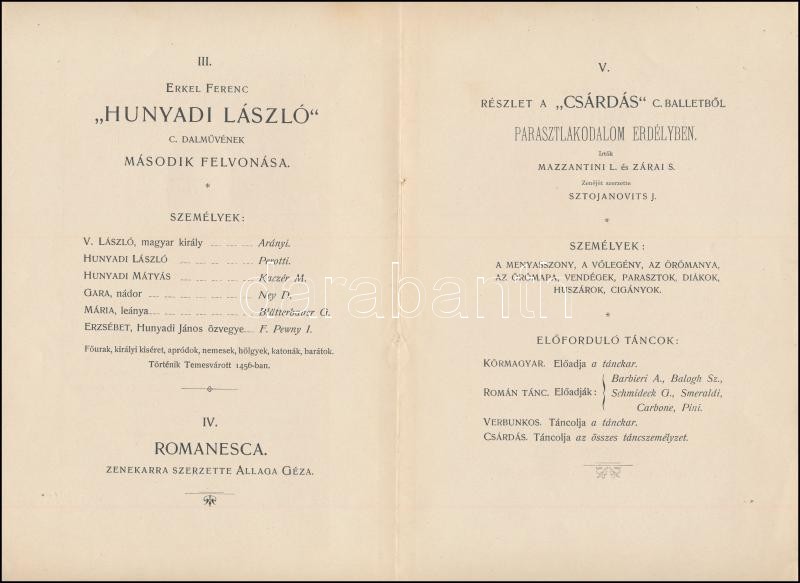 III.
ERKEL FERENC
„HUNYADI LÁSZLÓ“
C. DALMŰVÉNEK
MÁSODIK FELVONÁSA.
*
SZEMÉLYEK:
V. LÁSZLÓ, magyar király — — — Arányi.
HUNYADI LÁSZLÓ — — — — Perotti.
HUNYADI MÁTYÁS — — — — Kaczér M.
GARA, nádor — — — — — — Ney D.
MÁRIA, leánya — — — — — — Blätterbauer G.
ERZSÉBET, Hunyadi János özvegye — F. Pewny I.
Főurak, királyi kiséret, apródok, nemesek, hölgyek, katonák, barátok.
Történik Temesvárott 1456-ban.
IV.
ROMANESCA.
ZENEKARRA SZERZETTE ALLAGA GÉZA.
V.
RÉSZLET A „CSÁRDÁS“ C. BALLETBŐL
PARASZTLAKODALOM ERDÉLYBEN.
Irták
MAZZANTINI L. és ZÁRAI S.
Zenéjét szerzette
SZTOJANOVITS J.
*
SZEMÉLYEK:
A MENYASSZONY, A VŐLEGÉNY, AZ ÖRÖMANYA,
AZ ÖRÖMAPA, VENDÉGEK, PARASZTOK, DIÁKOK,
HUSZÁROK, CIGÁNYOK.
*
ELŐFORDULÓ TÁNCOK:
KÖRMAGYAR. Előadja a tánckar.
ROMÁN TÁNC. Előadják: Barbieri A., Balogh Sz.,
Schmideck G., Smeraldi,
Carbone, Pini.
VERBUNKOS. Táncolja a tánckar.
CSÁRDÁS. Táncolja az összes táncszemélyzet.
darabanth